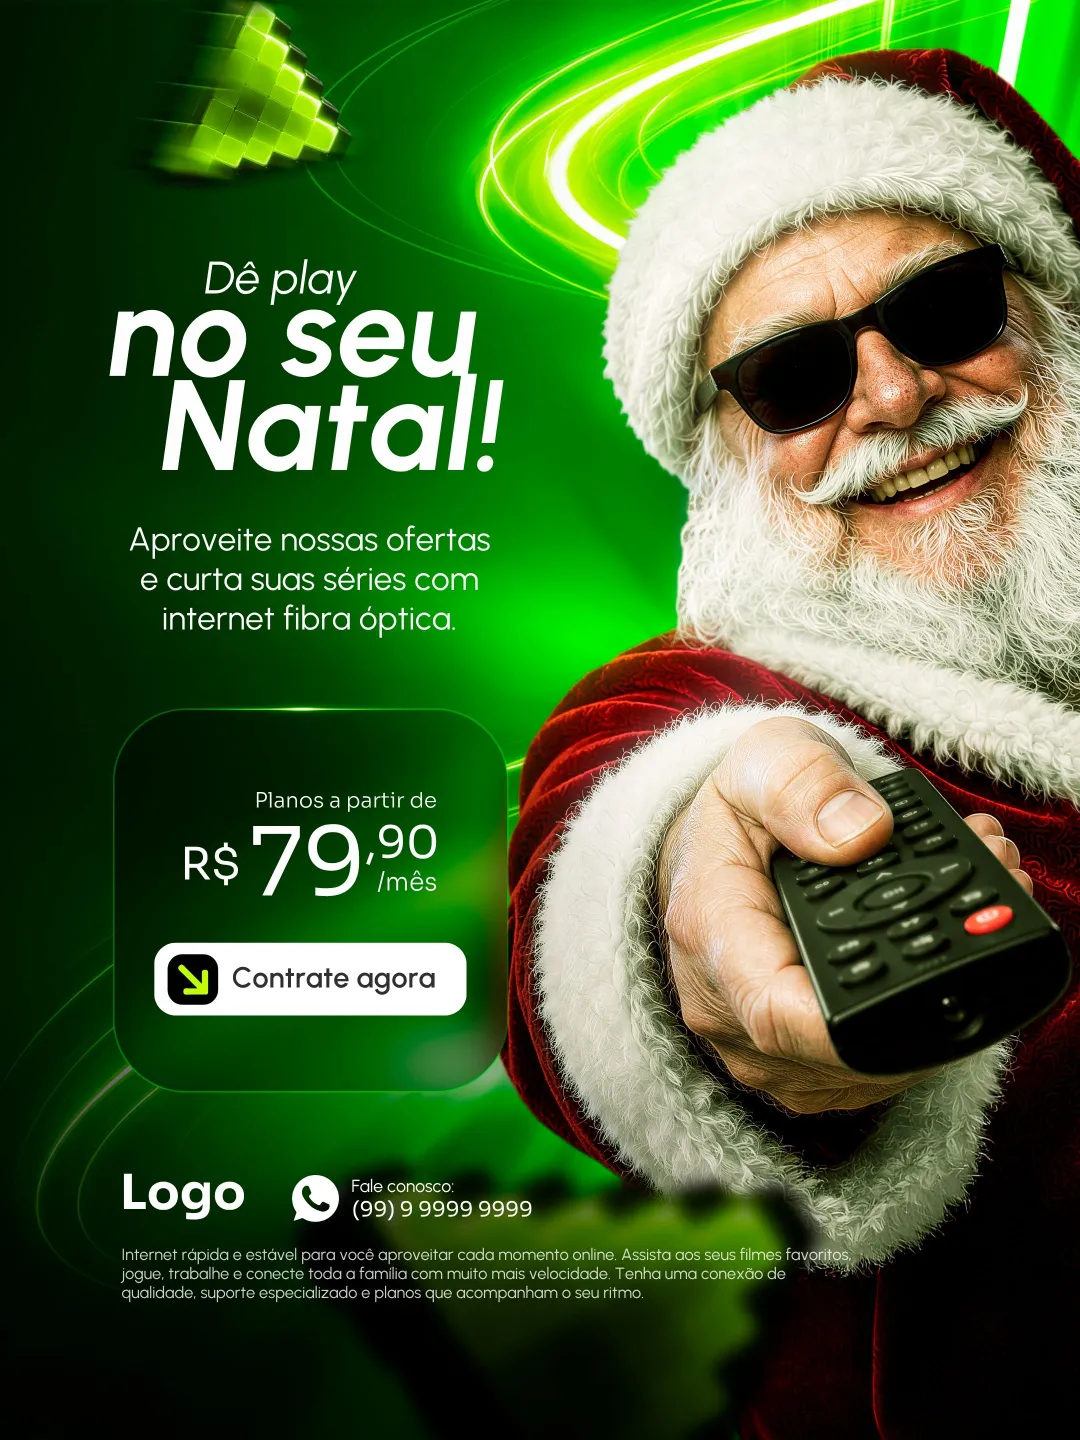 Dê play
no seu
Natal!
Aproveite nossas ofertas
e curta suas séries com
internet fibra óptica.
Planos a partir de
R$ 79,90
/mês
Contrate agora
Logo
Fale conosco:
(99) 9 9999 9999
Internet rápida e estável para você aproveitar cada momento online. Assista aos seus filmes favoritos,
jogue, trabalhe e conecte toda a família com muito mais velocidade. Tenha uma conexão de
qualidade, suporte especializado e planos que acompanham o seu ritmo.